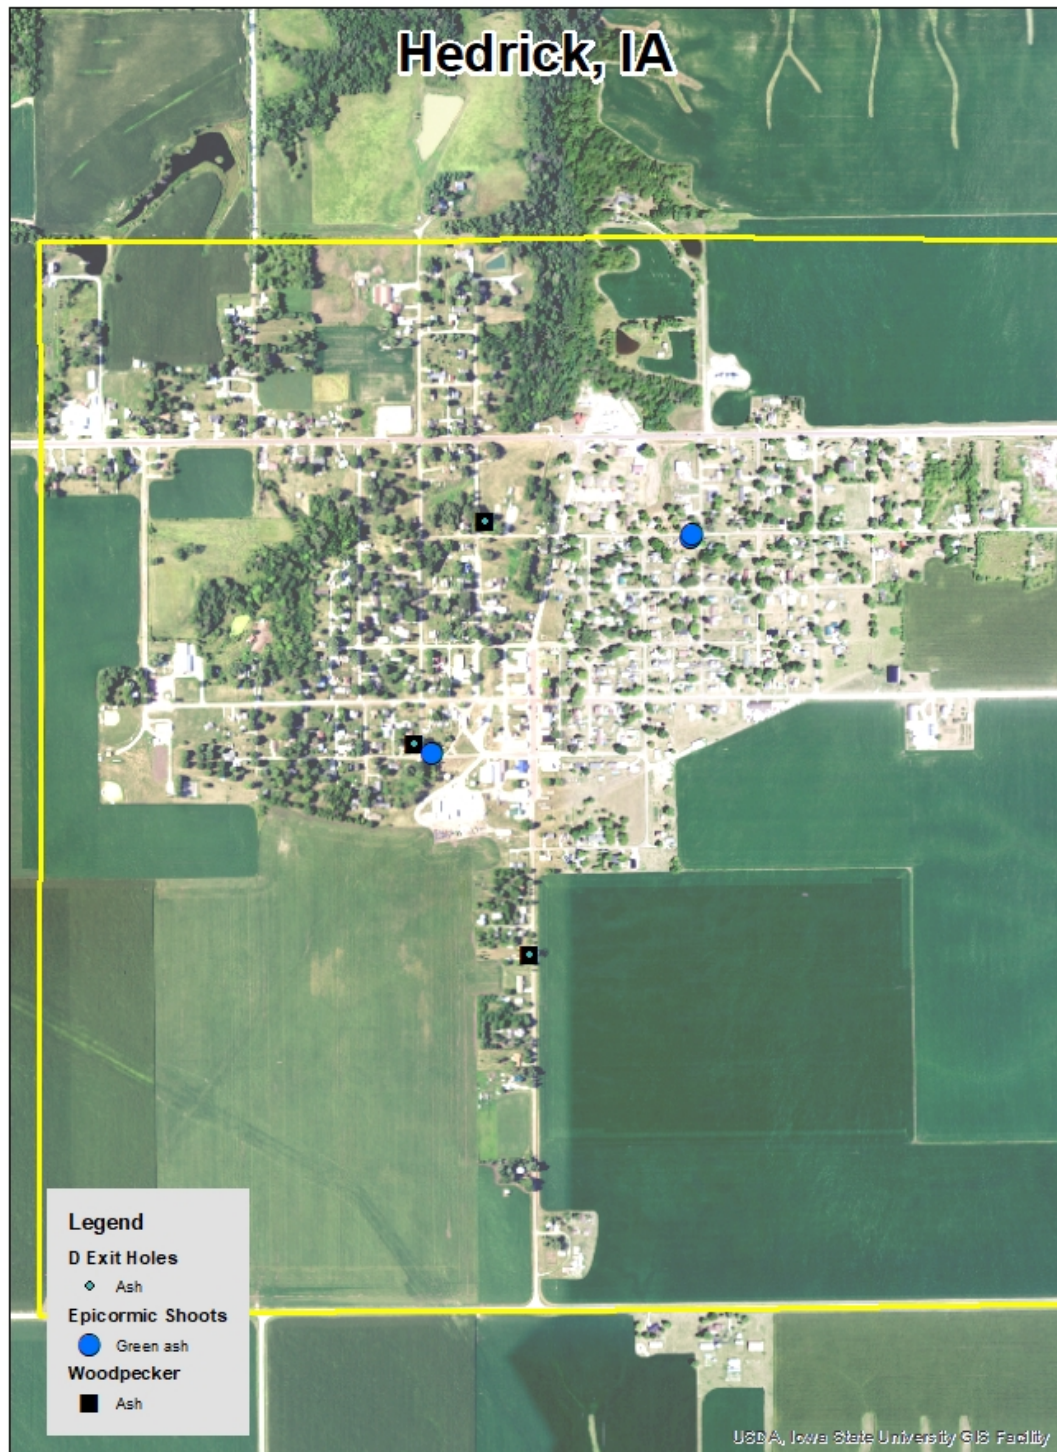 Hedrick, IA
Legend
D Exit Holes
Ash
Epicormic Shoots
Green ash
Woodpecker
Ash
USDA, Iowa State University GIS Facility